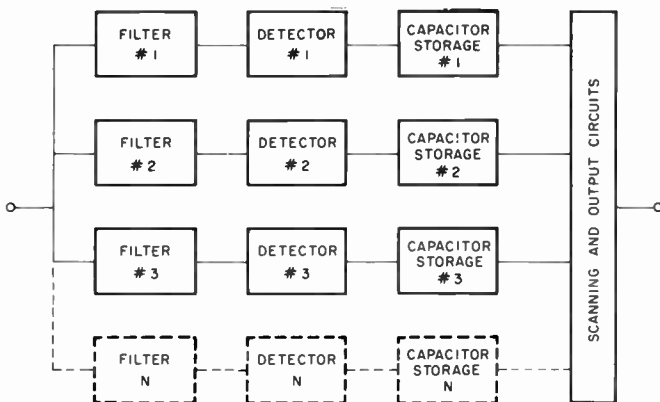 FILTER
#1
DETECTOR
#1
CAPACITOR
STORAGE
#1
FILTER
#2
DETECTOR
#2
CAPACITOR
STORAGE
#2
FILTER
#3
DETECTOR
#3
CAPACITOR
STORAGE
#3
FILTER
N
DETECTOR
N
CAPACITOR
STORAGE
N
SCANNING AND OUTPUT CIRCUITS